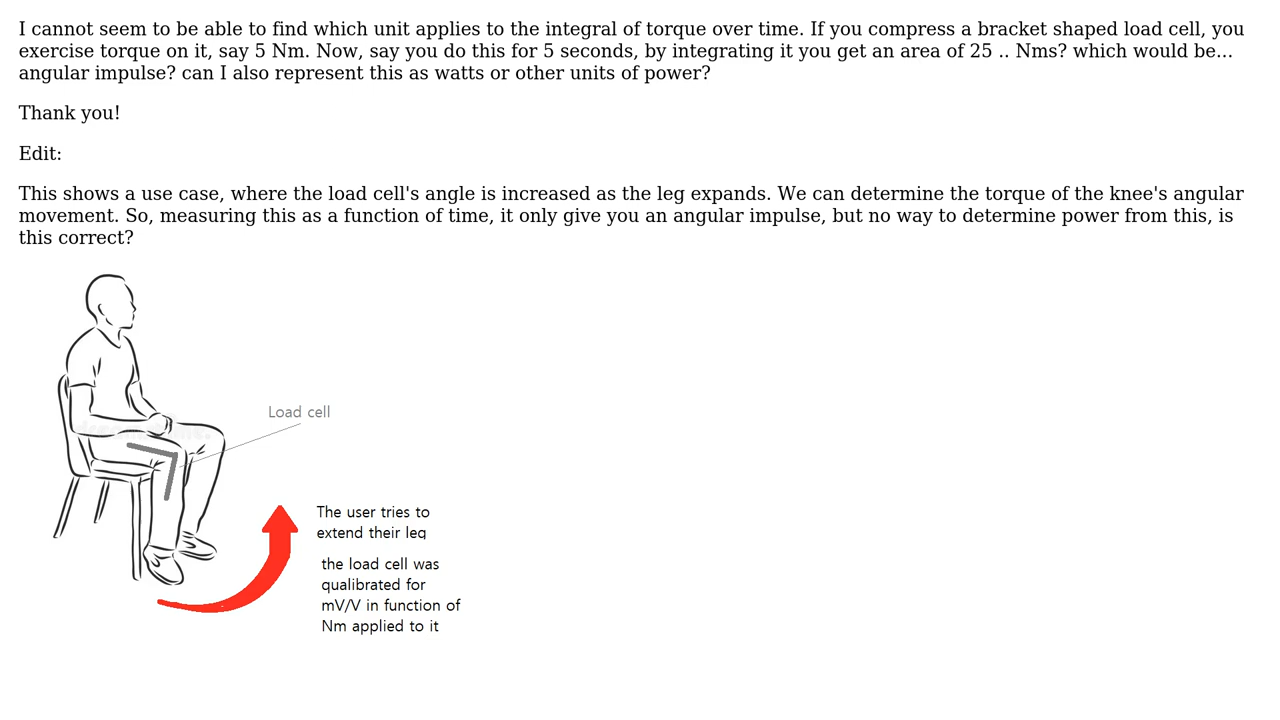 I cannot seem to be able to find which unit applies to the integral of torque over time. If you compress a bracket shaped load cell, you
exercise torque on it, say 5 Nm. Now, say you do this for 5 seconds, by integrating it you get an area of 25 .. Nms? which would be...
angular impulse? can I also represent this as watts or other units of power?
Thank you!
Edit:
This shows a use case, where the load cell's angle is increased as the leg expands. We can determine the torque of the knee's angular
movement. So, measuring this as a function of time, it only give you an angular impulse, but no way to determine power from this, is
this correct?
Load cell
The user tries to
extend their leg
the load cell was
qualibrated for
mV/V in function of
Nm applied to it